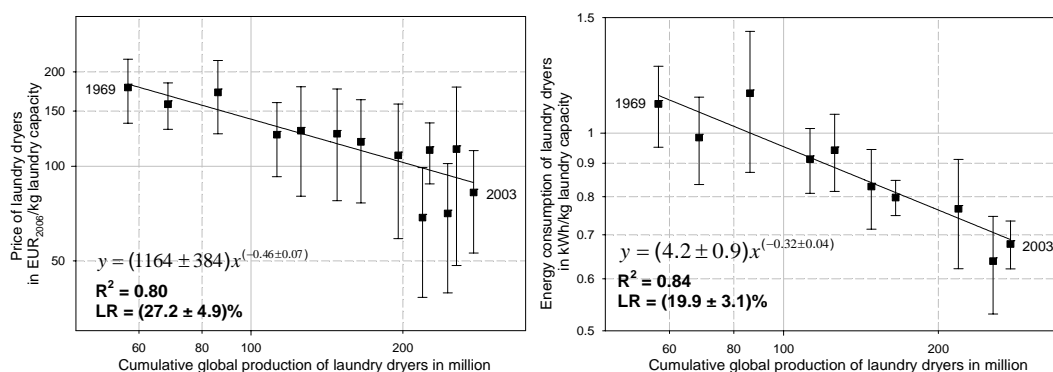 Price of laundry dryers
in EUR2006/kg laundry capacity
200
150
100
50
1969
2003
y = (1164 ± 384)x^(−0.46±0.07)
R² = 0.80
LR = (27.2 ± 4.9)%
60
80
100
200
Cumulative global production of laundry dryers in million
Energy consumption of laundry dryers
in kWh/kg laundry capacity
1.5
1
0.9
0.8
0.7
0.6
0.5
1969
2003
y = (4.2 ± 0.9)x^(−0.32±0.04)
R² = 0.84
LR = (19.9 ± 3.1)%
60
80
100
200
Cumulative global production of laundry dryers in million